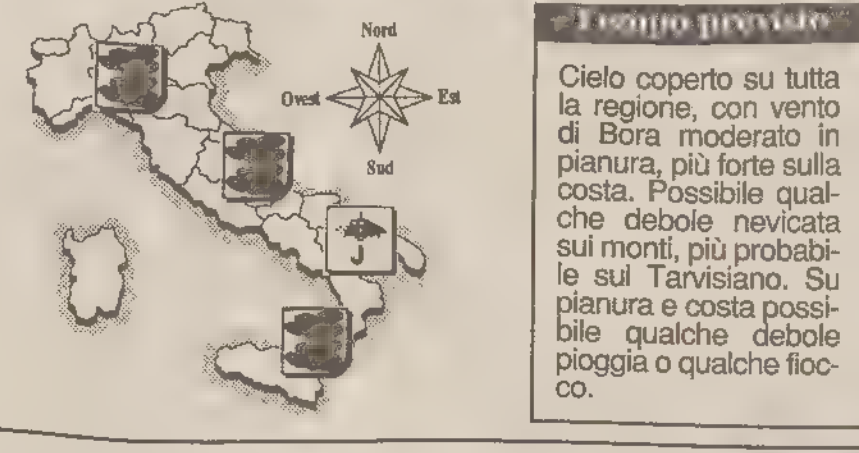 Nord
Ovest
Est
Sud
Tempo previsto
Cielo coperto su tutta
la regione, con vento
di Bora moderato in
pianura, più forte sulla
costa. Possibile qual-
che debole nevicata
sui monti, più probabi-
le sul Tarvisiano. Su
pianura e costa possi-
bile qualche debole
pioggia o qualche fioc-
co.